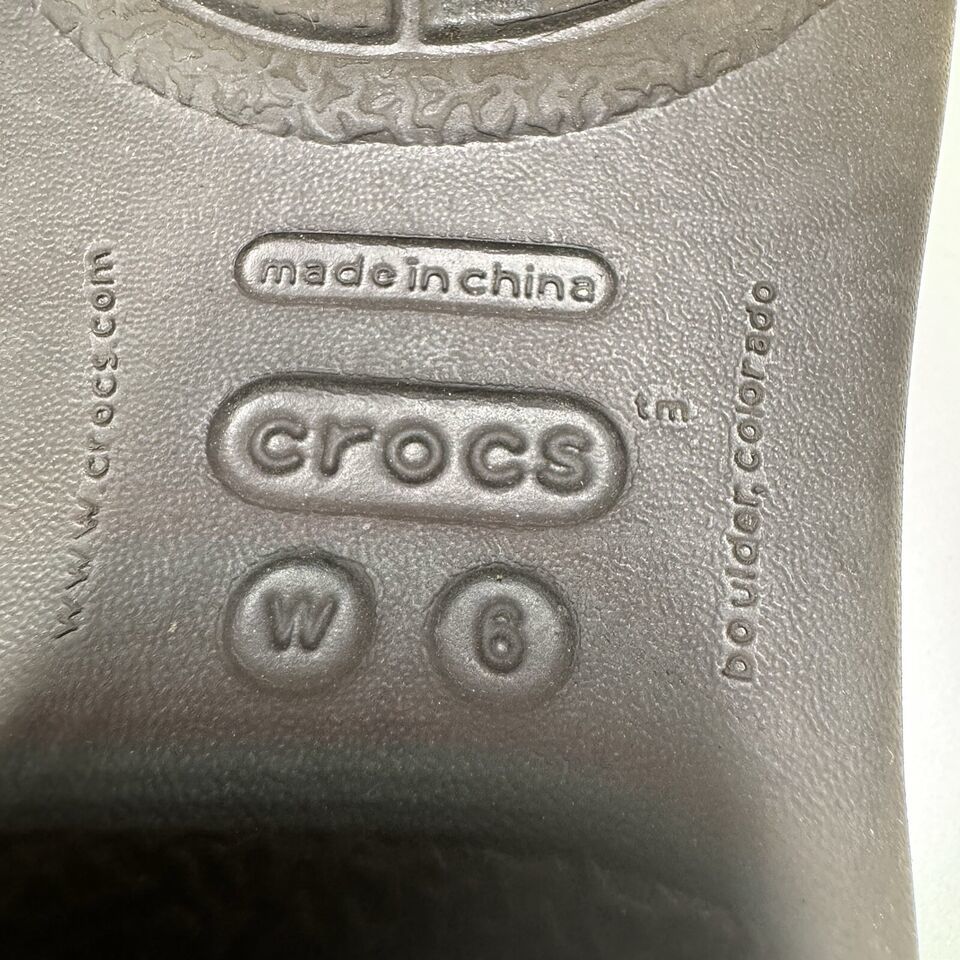 made in china
www.crocs.com
crocs
tm
boulder, colorado
W 6